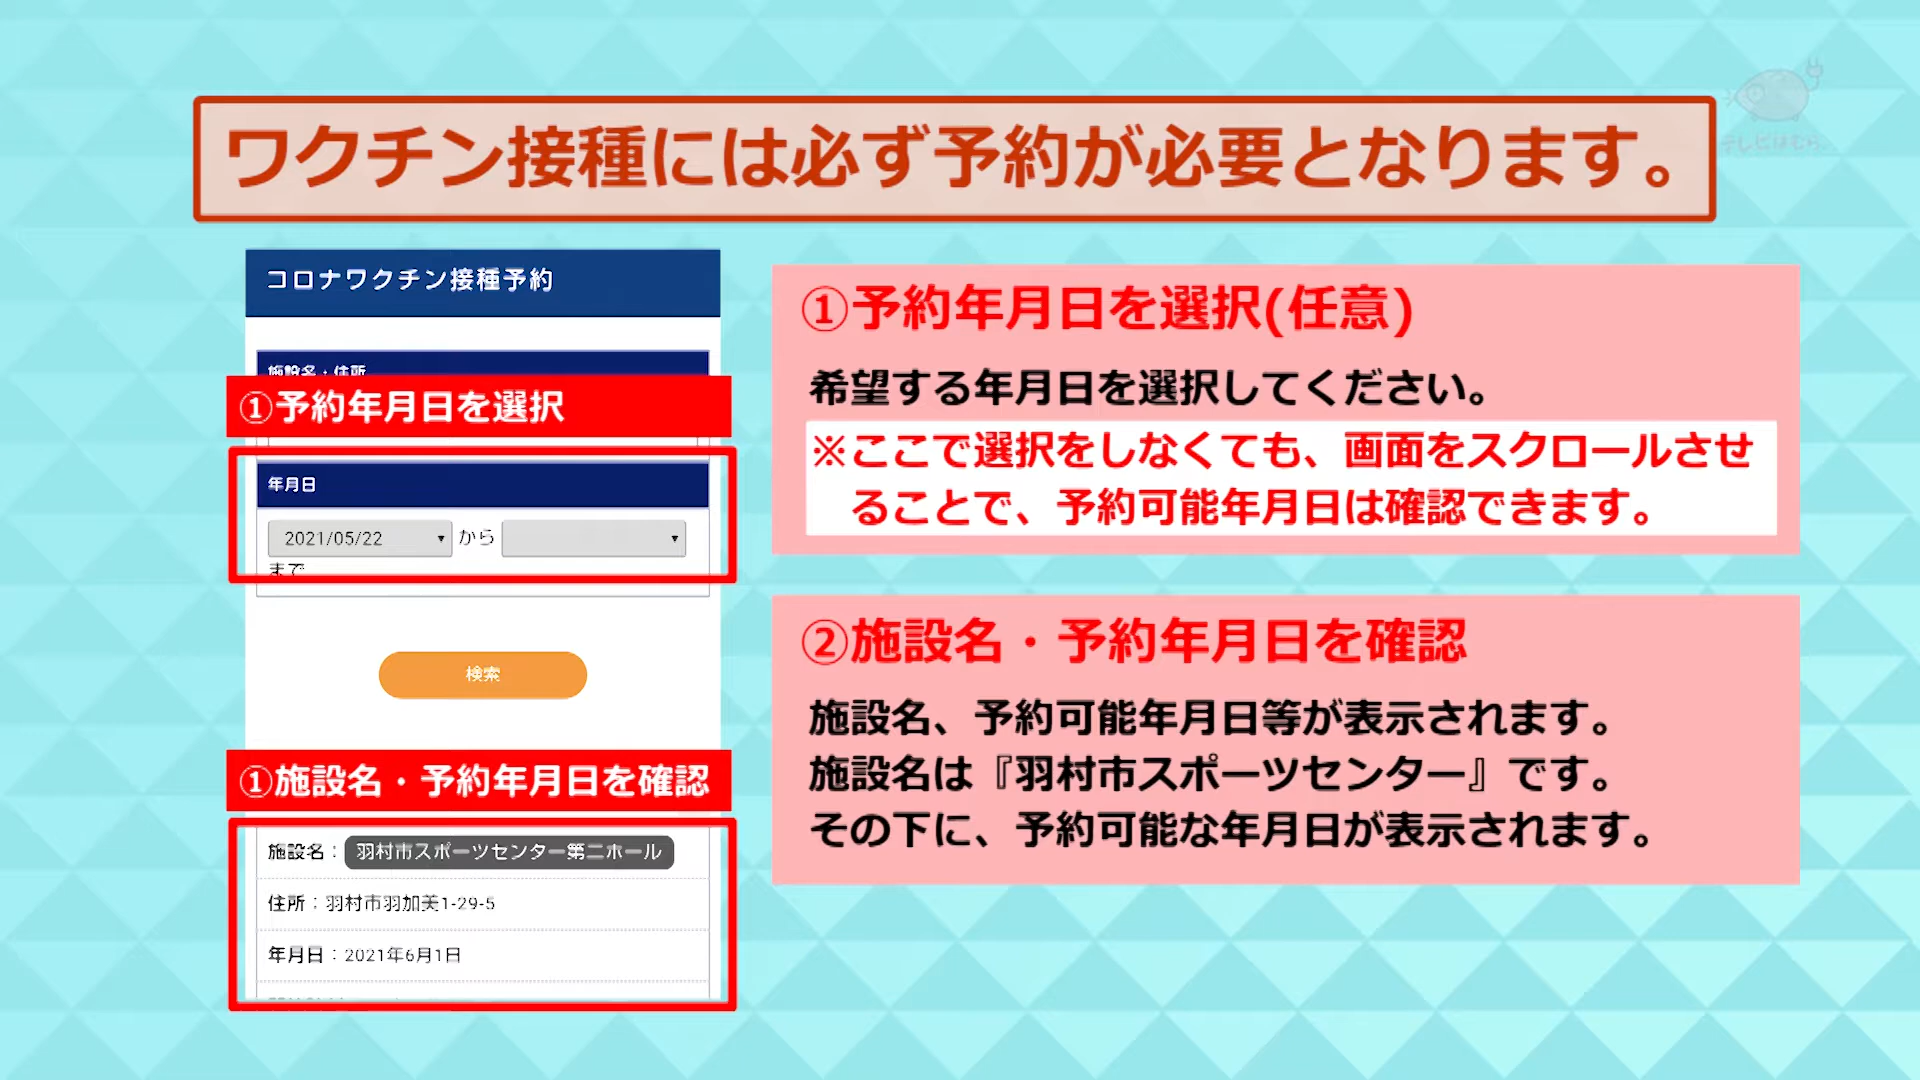 ワクチン接種には必ず予約が必要となります。
テレビはむら
コロナワクチン接種予約
施設名・住所
①予約年月日を選択
年月日
2021/05/22 から
まで
検索
①施設名・予約年月日を確認
施設名：羽村市スポーツセンター第二ホール
住所：羽村市羽加美1-29-5
年月日：2021年6月1日
①予約年月日を選択(任意)
希望する年月日を選択してください。
※ここで選択をしなくても、画面をスクロールさせ
ることで、予約可能年月日は確認できます。
②施設名・予約年月日を確認
施設名、予約可能年月日等が表示されます。
施設名は『羽村市スポーツセンター』です。
その下に、予約可能な年月日が表示されます。